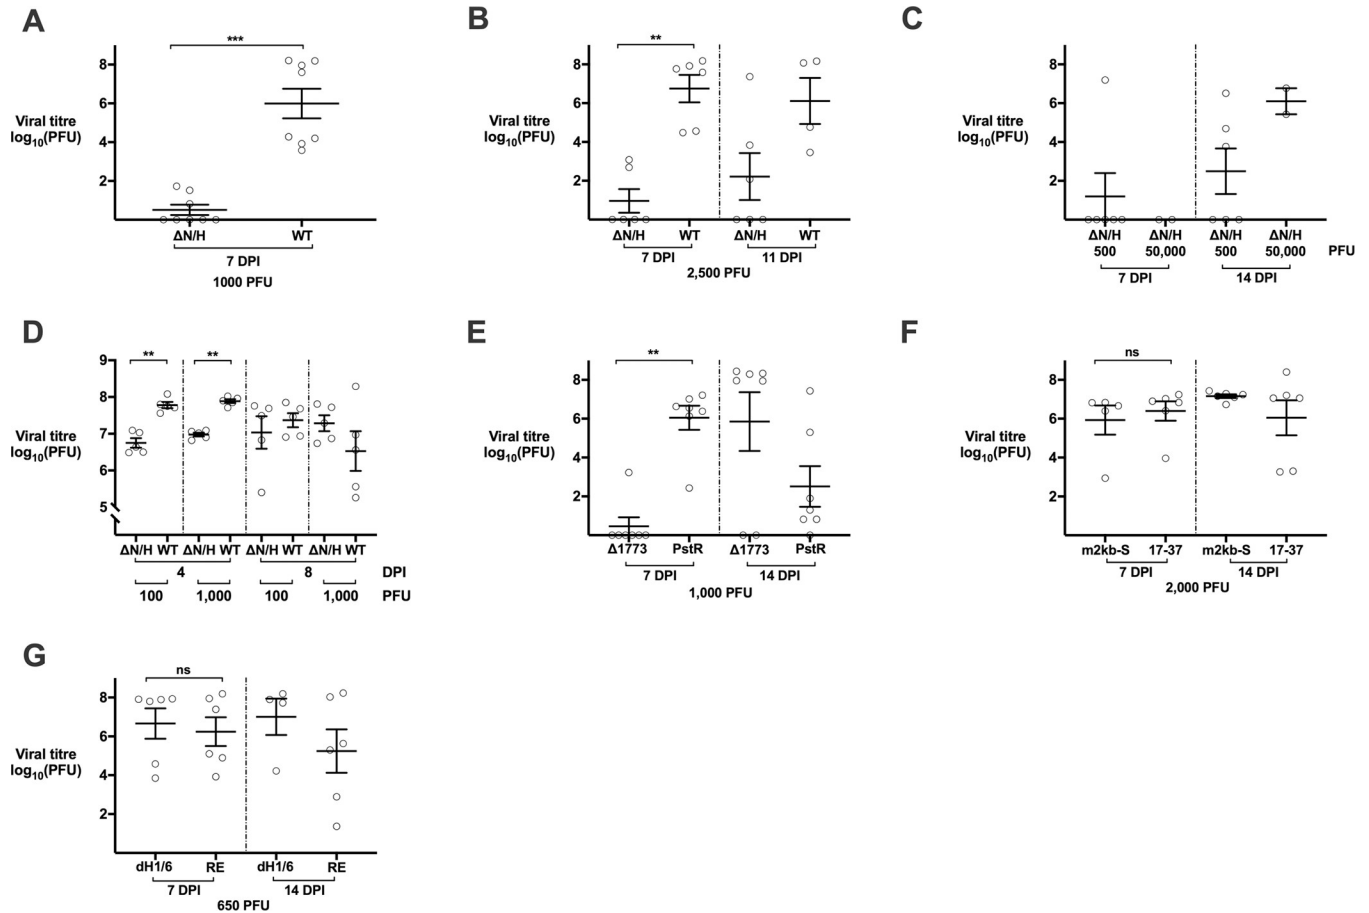 A
***
8
6
4
2
Viral titre
log10(PFU)
ΔN/H WT
7 DPI
1000 PFU
B
**
8
6
4
2
Viral titre
log10(PFU)
ΔN/H WT ΔN/H WT
7 DPI 11 DPI
2,500 PFU
C
8
6
4
2
Viral titre
log10(PFU)
ΔN/H ΔN/H ΔN/H ΔN/H
500 50,000 500 50,000 PFU
7 DPI 14 DPI
D
** **
9
8
7
6
5
Viral titre
log10(PFU)
ΔN/H WT ΔN/H WT ΔN/H WT ΔN/H WT
4 8 DPI
100 1,000 100 1,000 PFU
E
**
8
6
4
2
Viral titre
log10(PFU)
Δ1773 PstR Δ1773 PstR
7 DPI 14 DPI
1,000 PFU
F
ns
8
6
4
2
Viral titre
log10(PFU)
m2kb-S 17-37 m2kb-S 17-37
7 DPI 14 DPI
2,000 PFU
G
ns
8
6
4
2
Viral titre
log10(PFU)
dH1/6 RE dH1/6 RE
7 DPI 14 DPI
650 PFU